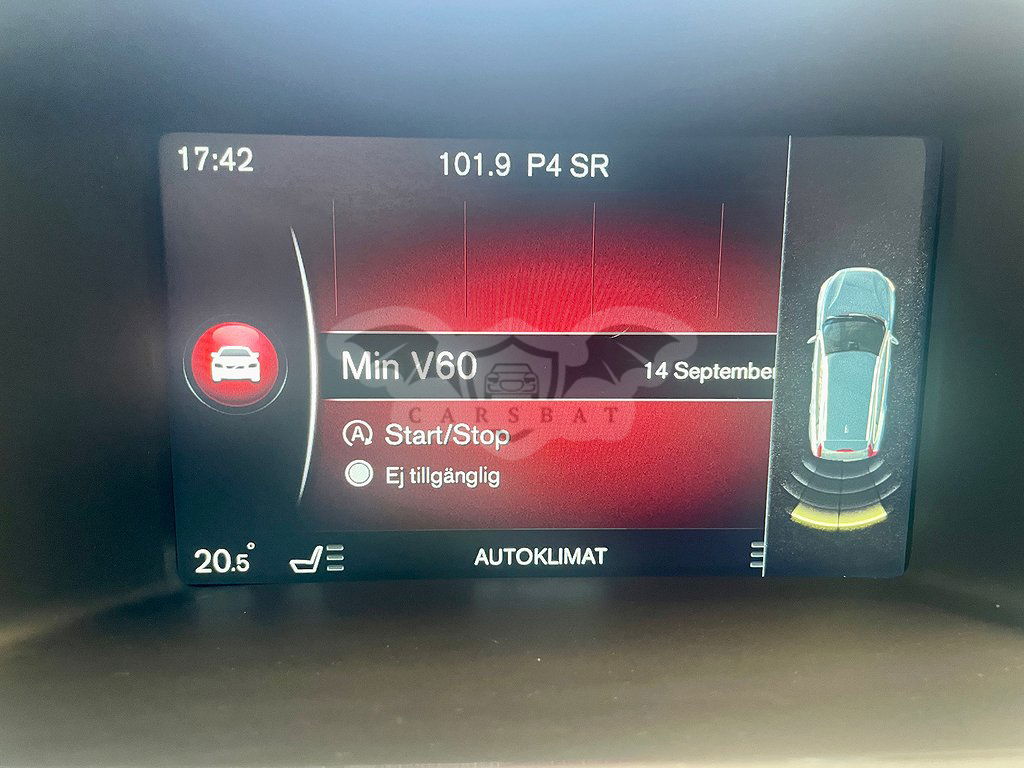 17:42
101.9 P4 SR
Min V60
14 September
CARSBAT
Start/Stop
Ej tillgänglig
20.5°
AUTOKLIMAT